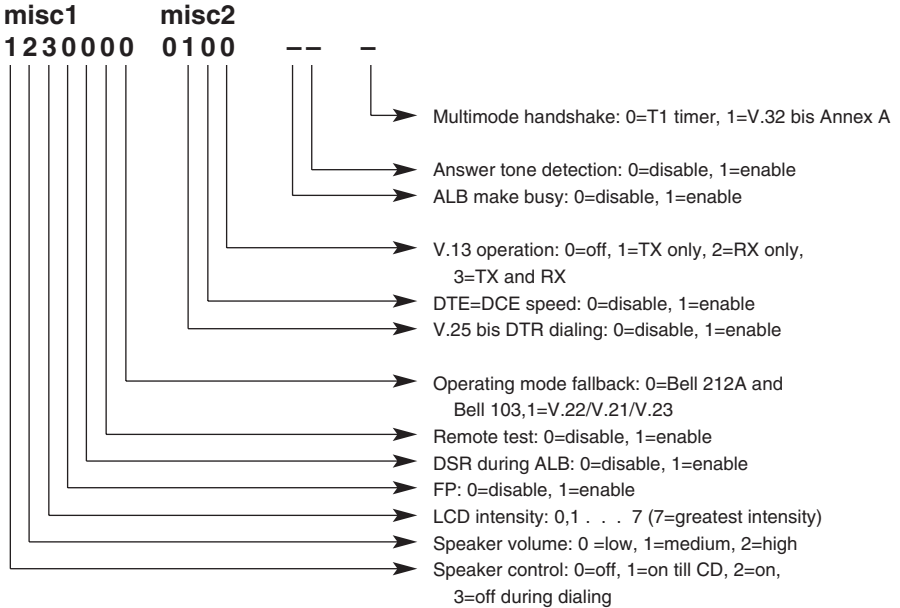 misc1 misc2
1230000 0100 –– –
Multimode handshake: 0=T1 timer, 1=V.32 bis Annex A
Answer tone detection: 0=disable, 1=enable
ALB make busy: 0=disable, 1=enable
V.13 operation: 0=off, 1=TX only, 2=RX only,
3=TX and RX
DTE=DCE speed: 0=disable, 1=enable
V.25 bis DTR dialing: 0=disable, 1=enable
Operating mode fallback: 0=Bell 212A and
Bell 103,1=V.22/V.21/V.23
Remote test: 0=disable, 1=enable
DSR during ALB: 0=disable, 1=enable
FP: 0=disable, 1=enable
LCD intensity: 0,1 . . . 7 (7=greatest intensity)
Speaker volume: 0 =low, 1=medium, 2=high
Speaker control: 0=off, 1=on till CD, 2=on,
3=off during dialing